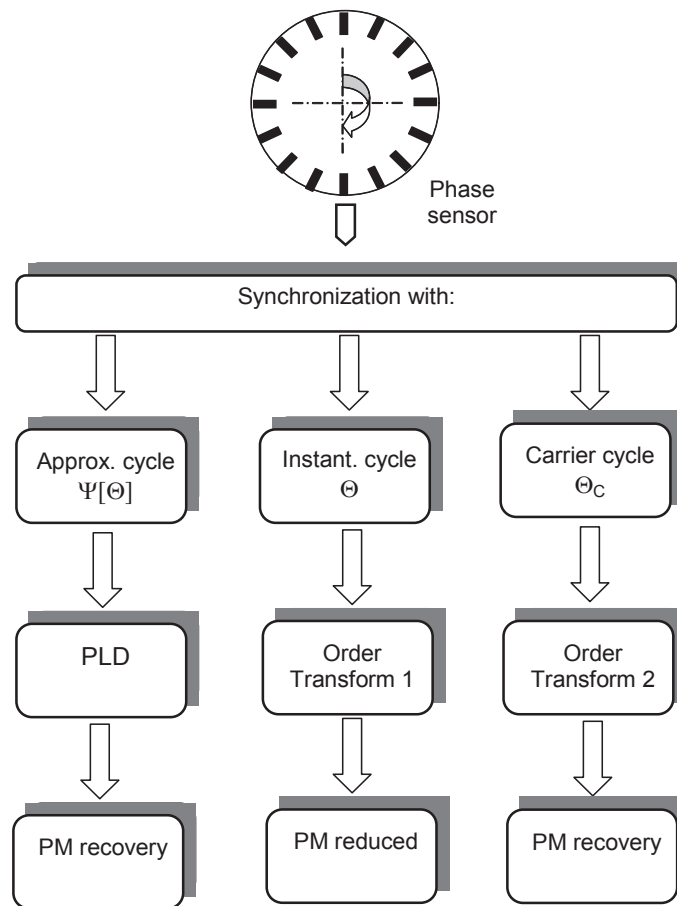 Phase
sensor
Synchronization with:
Approx. cycle
Ψ[Θ]
Instant. cycle
Θ
Carrier cycle
ΘC
PLD
Order
Transform 1
Order
Transform 2
PM recovery
PM reduced
PM recovery